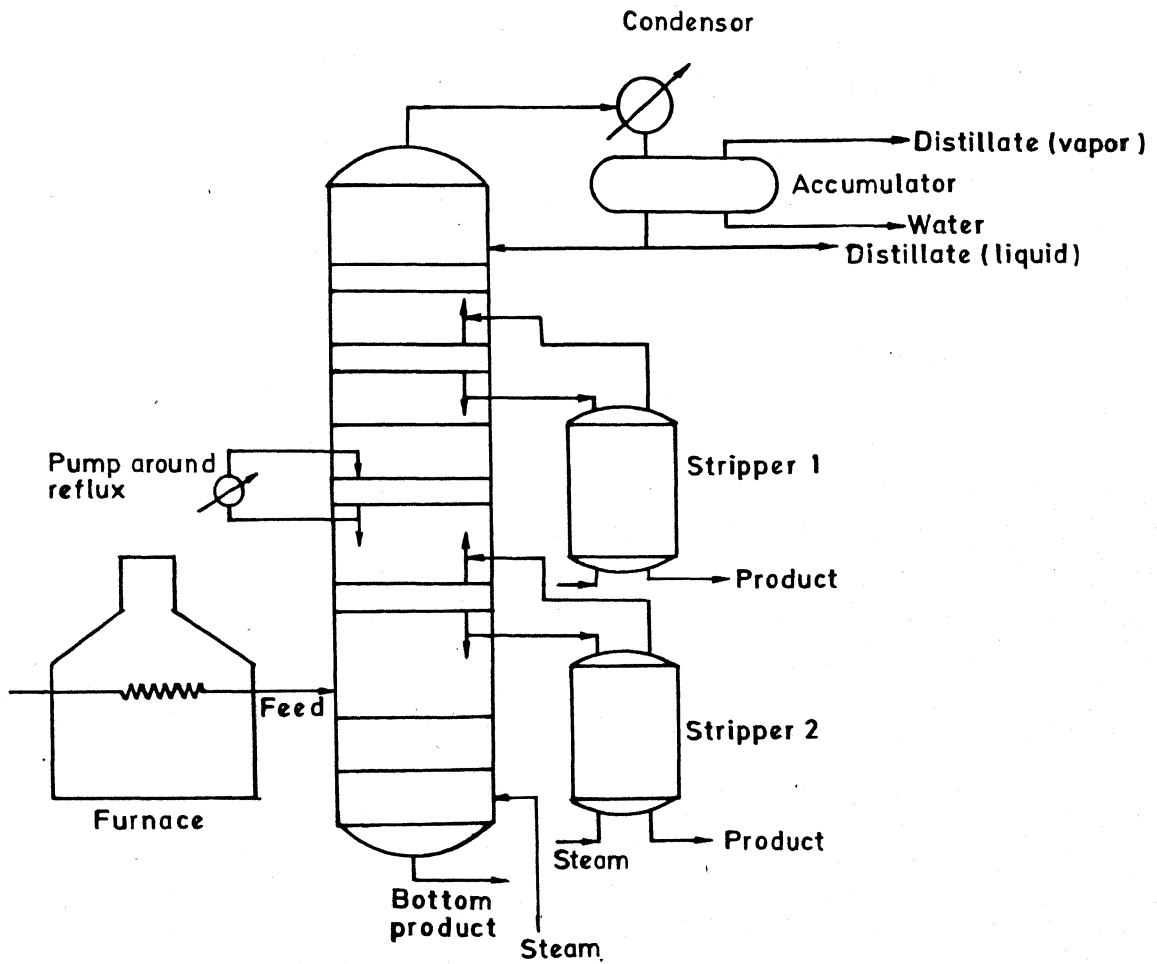 Condensor
Distillate (vapor)
Accumulator
Water
Distillate (liquid)
Pump around
reflux
Stripper 1
Product
Feed
Stripper 2
Furnace
Product
Steam
Bottom
product
Steam